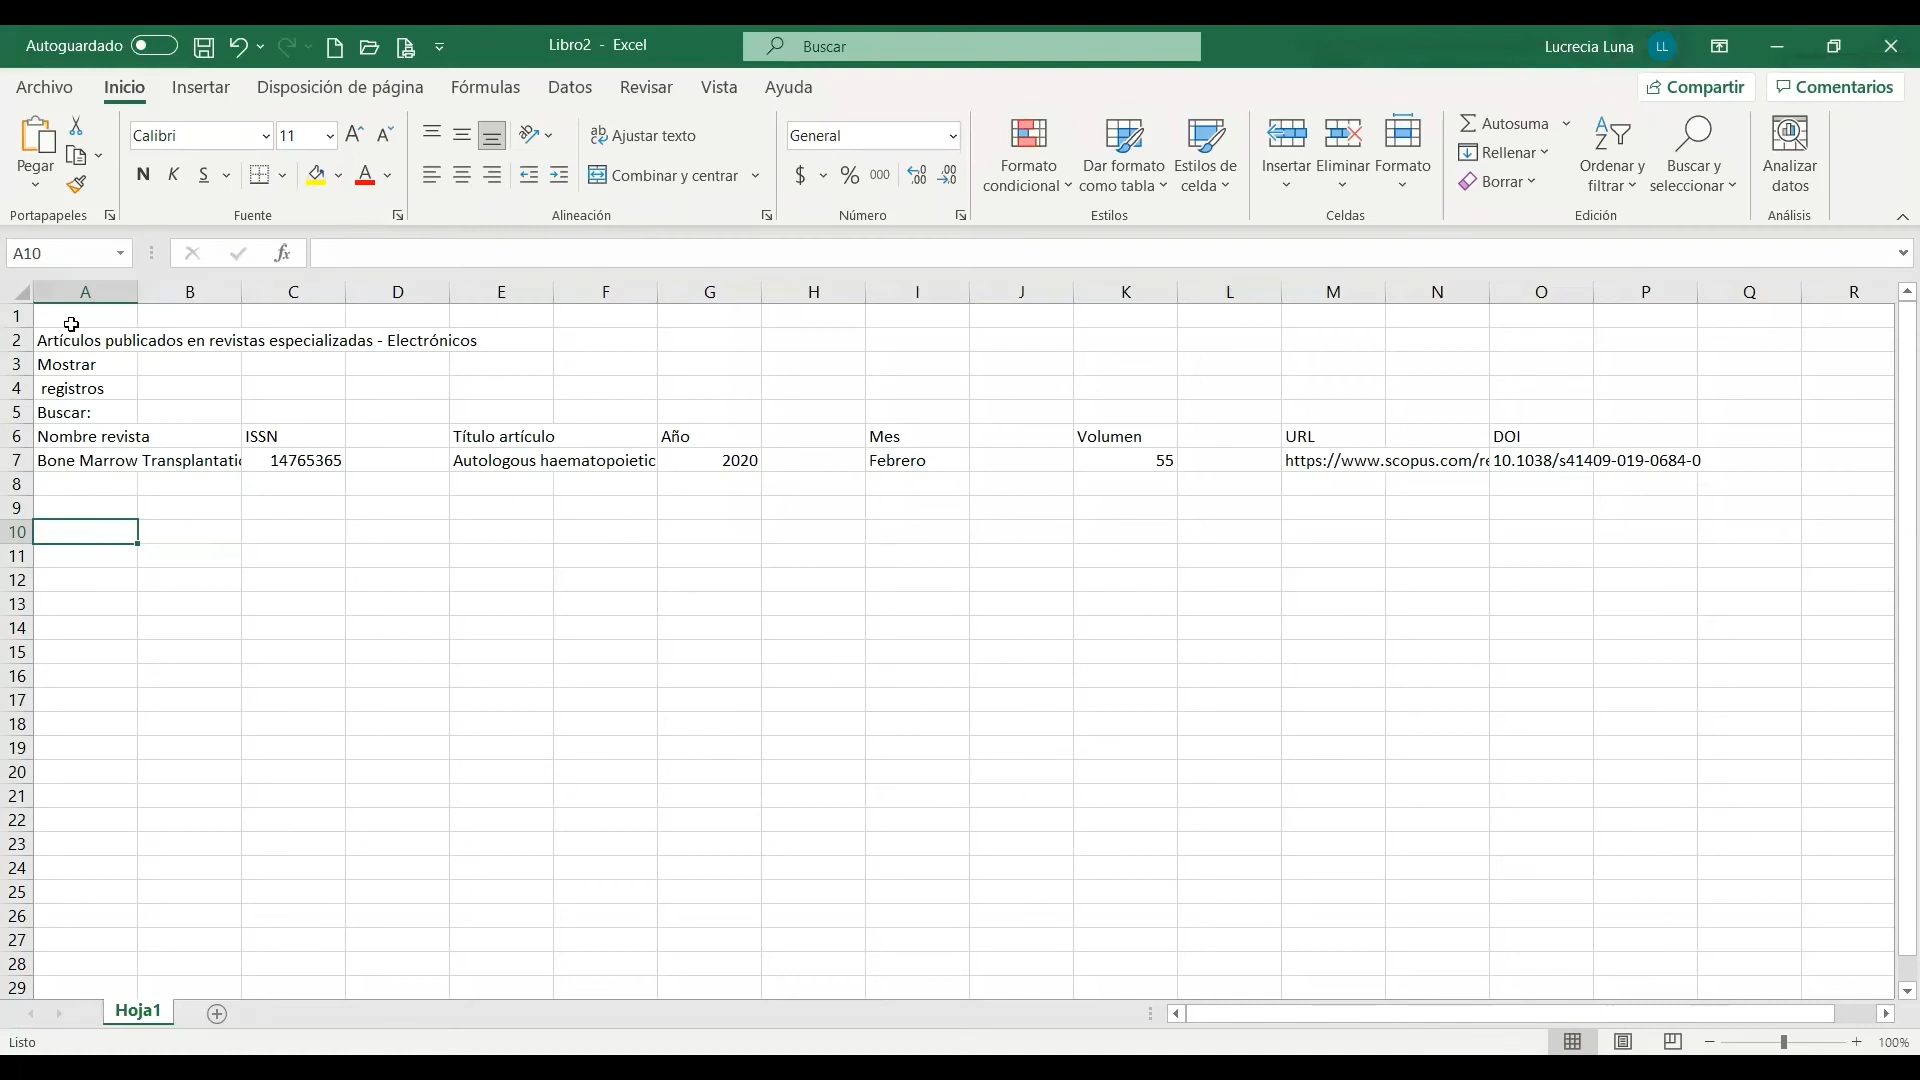 Autoguardado
Libro2 - Excel
Buscar
Lucrecia Luna
LL
Archivo Inicio Insertar Disposición de página Fórmulas Datos Revisar Vista Ayuda
Compartir Comentarios
Pegar
Portapapeles
Calibri 11
N K S
Fuente
Ajustar texto
Combinar y centrar
Alineación
General
$ % 000
Número
Formato condicional
Dar formato como tabla
Estilos de celda
Estilos
Insertar Eliminar Formato
Celdas
Autosuma
Rellenar
Borrar
Ordenar y filtrar
Buscar y seleccionar
Edición
Analizar datos
Análisis
A10
fx
A B C D E F G H I J K L M N O P Q R
1
2 Artículos publicados en revistas especializadas - Electrónicos
3 Mostrar
4 registros
5 Buscar:
6 Nombre revista ISSN Título artículo Año Mes Volumen URL DOI
7 Bone Marrow Transplantatic 14765365 Autologous haematopoietic 2020 Febrero 55 https://www.scopus.com/re 10.1038/s41409-019-0684-0
8
9
10
11
12
13
14
15
16
17
18
19
20
21
22
23
24
25
26
27
28
29
Hoja1
Listo
100%